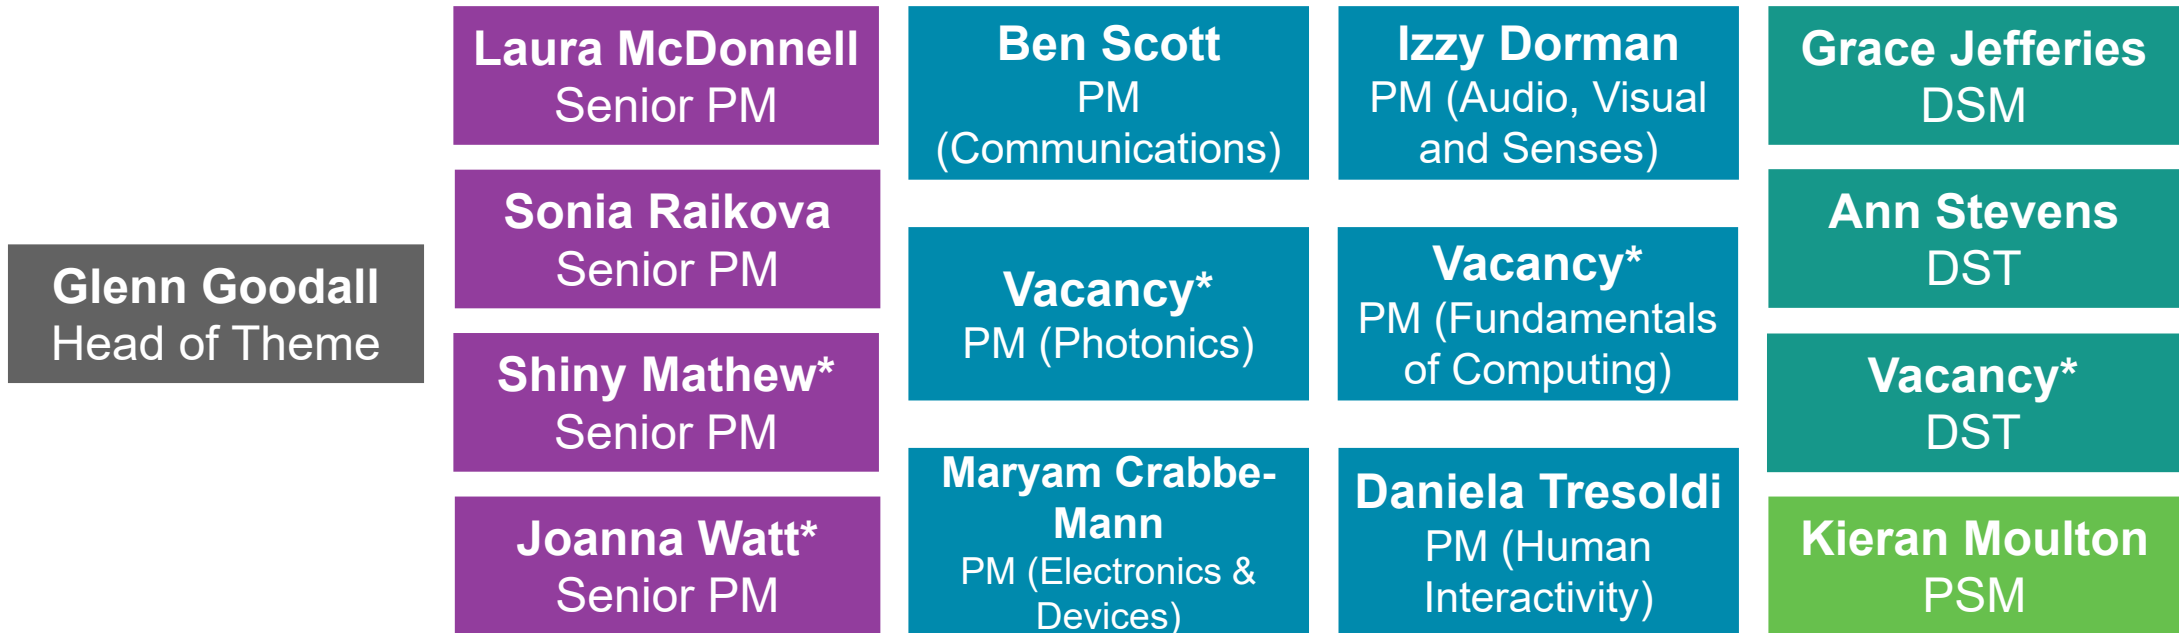 Glenn Goodall
Head of Theme
Laura McDonnell
Senior PM
Sonia Raikova
Senior PM
Shiny Mathew*
Senior PM
Joanna Watt*
Senior PM
Ben Scott
PM
(Communications)
Vacancy*
PM (Photonics)
Maryam Crabbe-
Mann
PM (Electronics &
Devices)
Izzy Dorman
PM (Audio, Visual
and Senses)
Vacancy*
PM (Fundamentals
of Computing)
Daniela Tresoldi
PM (Human
Interactivity)
Grace Jefferies
DSM
Ann Stevens
DST
Vacancy*
DST
Kieran Moulton
PSM